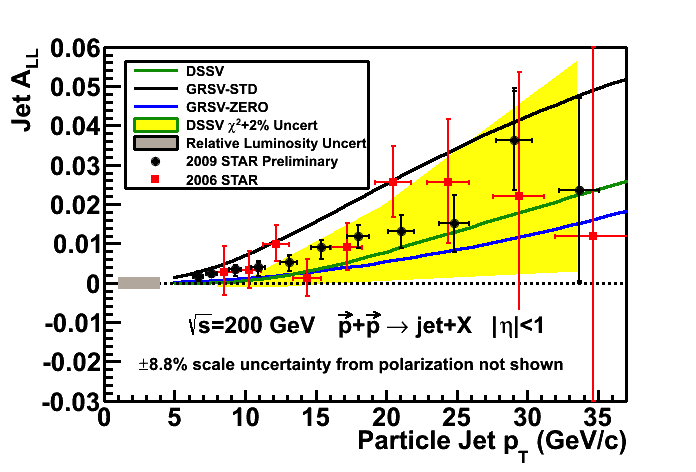 0.06
0.05
0.04
0.03
0.02
0.01
0
-0.01
-0.02
-0.03
Jet A_LL
DSSV
GRSV-STD
GRSV-ZERO
DSSV χ²+2% Uncert
Relative Luminosity Uncert
2009 STAR Preliminary
2006 STAR
√s=200 GeV p⃗+p⃗ → jet+X |η|<1
±8.8% scale uncertainty from polarization not shown
0 5 10 15 20 25 30 35
Particle Jet p_T (GeV/c)